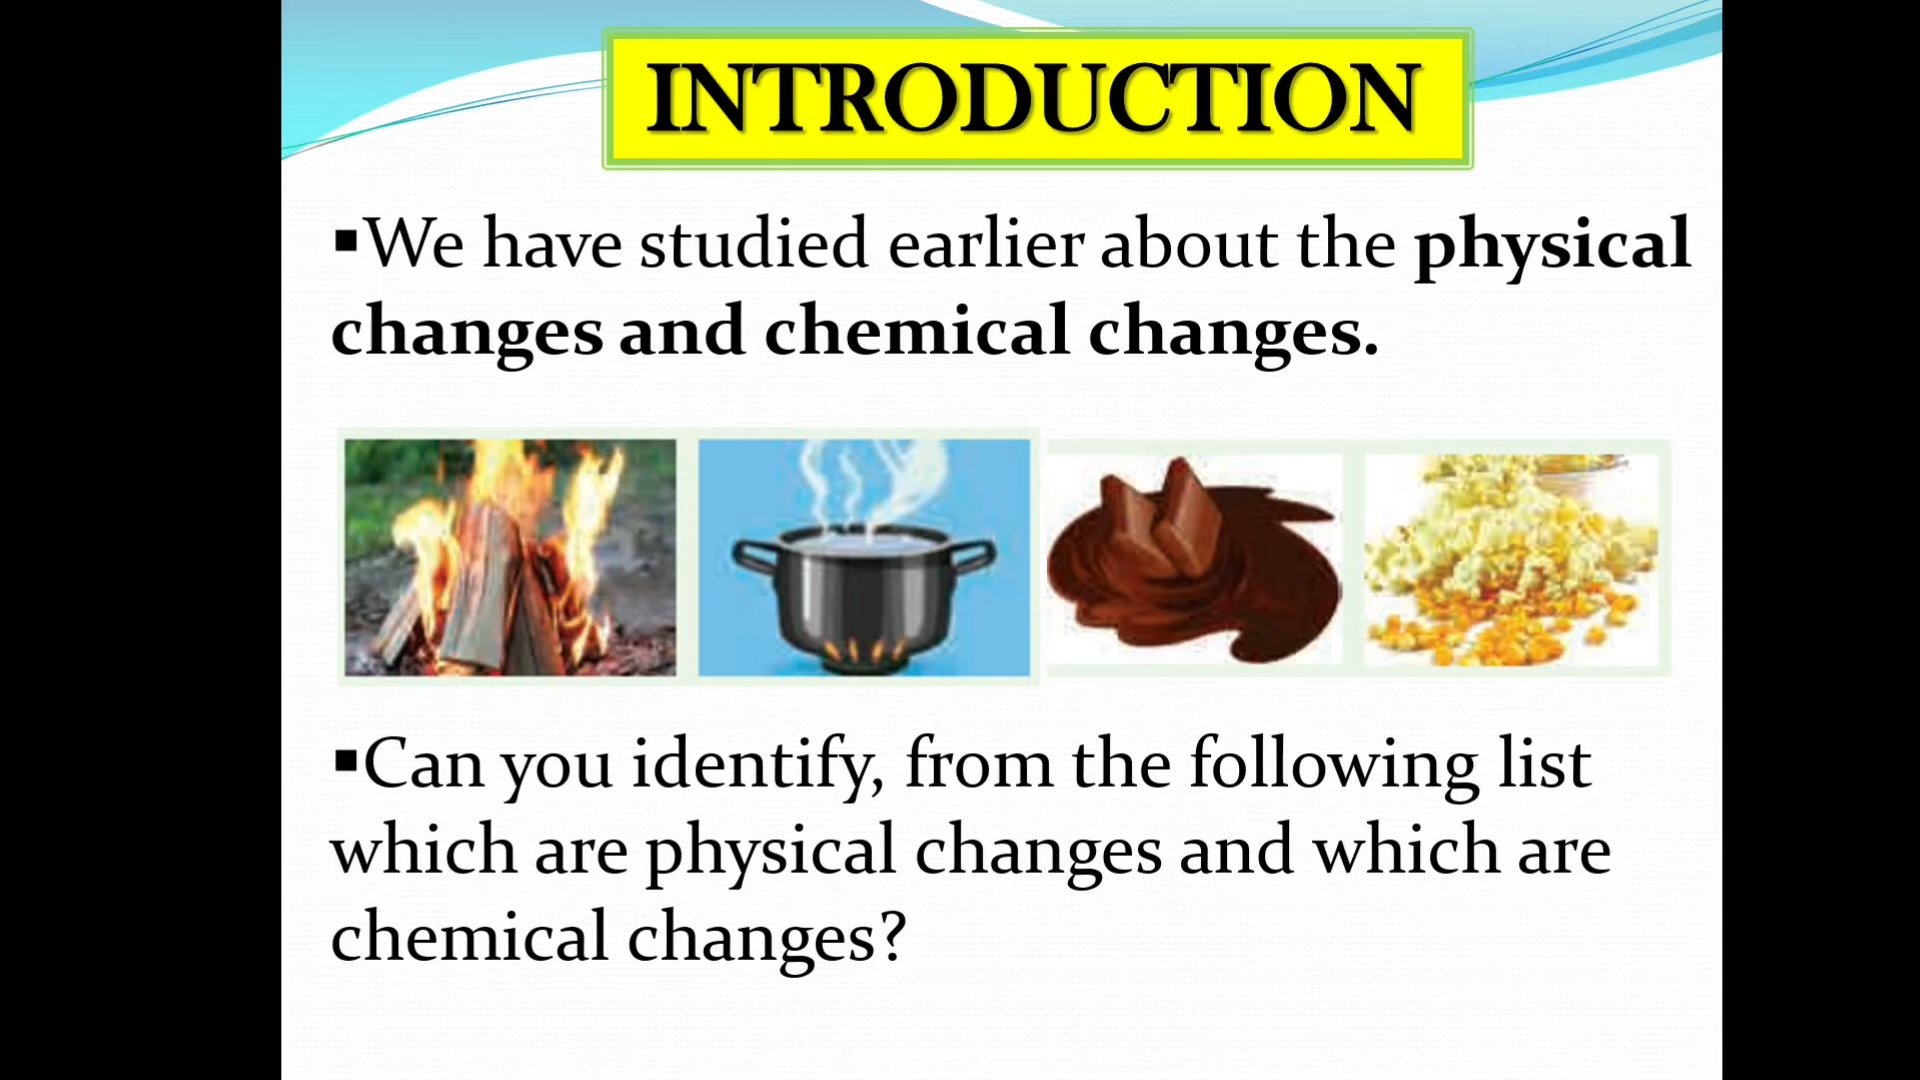 INTRODUCTION
▪We have studied earlier about the physical
changes and chemical changes.
▪Can you identify, from the following list
which are physical changes and which are
chemical changes?